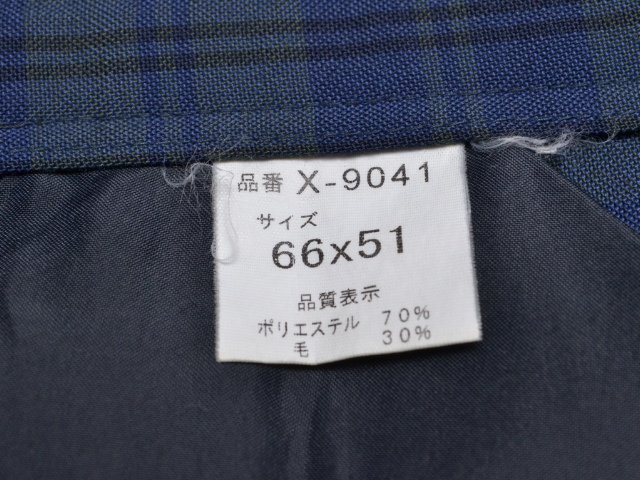 品番 X-9041
サイズ
66x51
品質表示
ポリエステル 70%
毛 30%